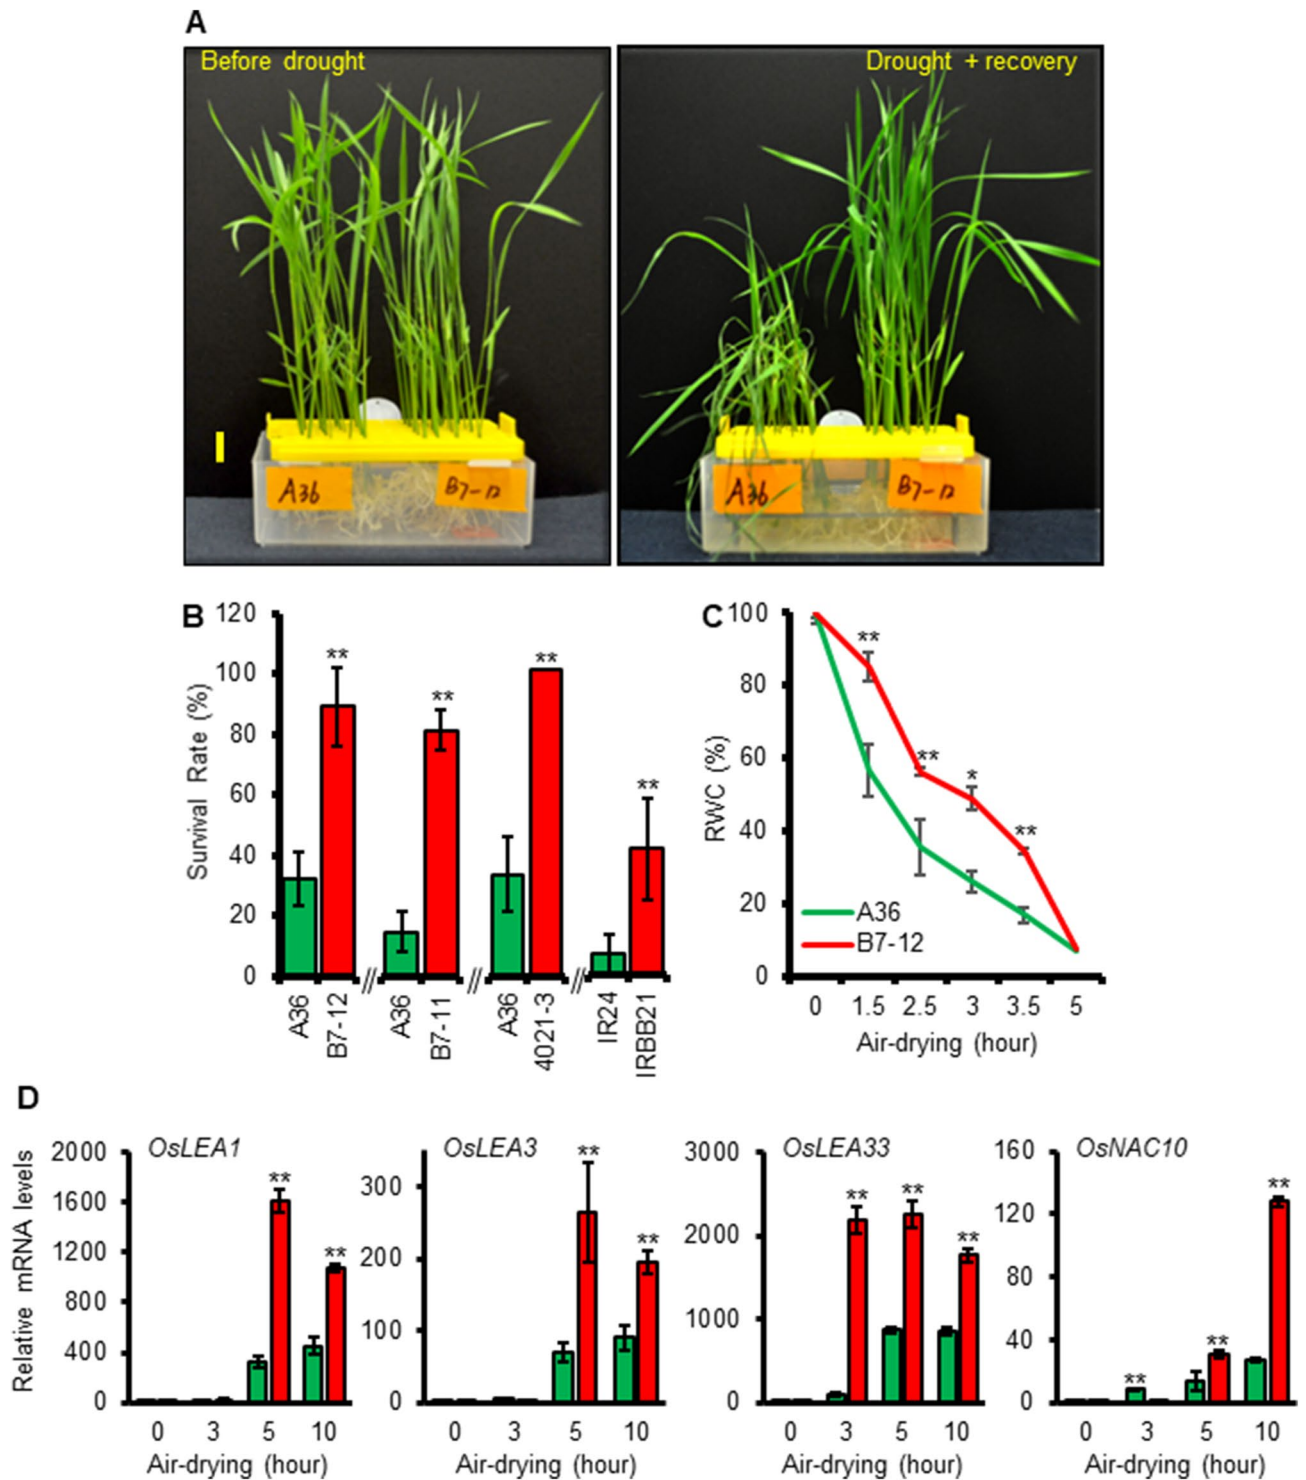 A
Before drought
Drought + recovery
A36
B7-12
A36
B7-12
B
120
100
80
60
40
20
0
Survival Rate (%)
**
**
**
**
A36
B7-12
//
A36
B7-11
//
A36
4021-3
//
IR24
IRBB21
C
100
80
60
40
20
0
RWC (%)
**
**
*
**
A36
B7-12
0 1.5 2.5 3 3.5 5
Air-drying (hour)
D
Relative mRNA levels
OsLEA1
2000
1600
1200
800
400
0
**
**
0 3 5 10
Air-drying (hour)
OsLEA3
300
200
100
0
**
**
0 3 5 10
Air-drying (hour)
OsLEA33
3000
2000
1000
0
**
**
**
0 3 5 10
Air-drying (hour)
OsNAC10
160
120
80
40
0
**
**
**
0 3 5 10
Air-drying (hour)